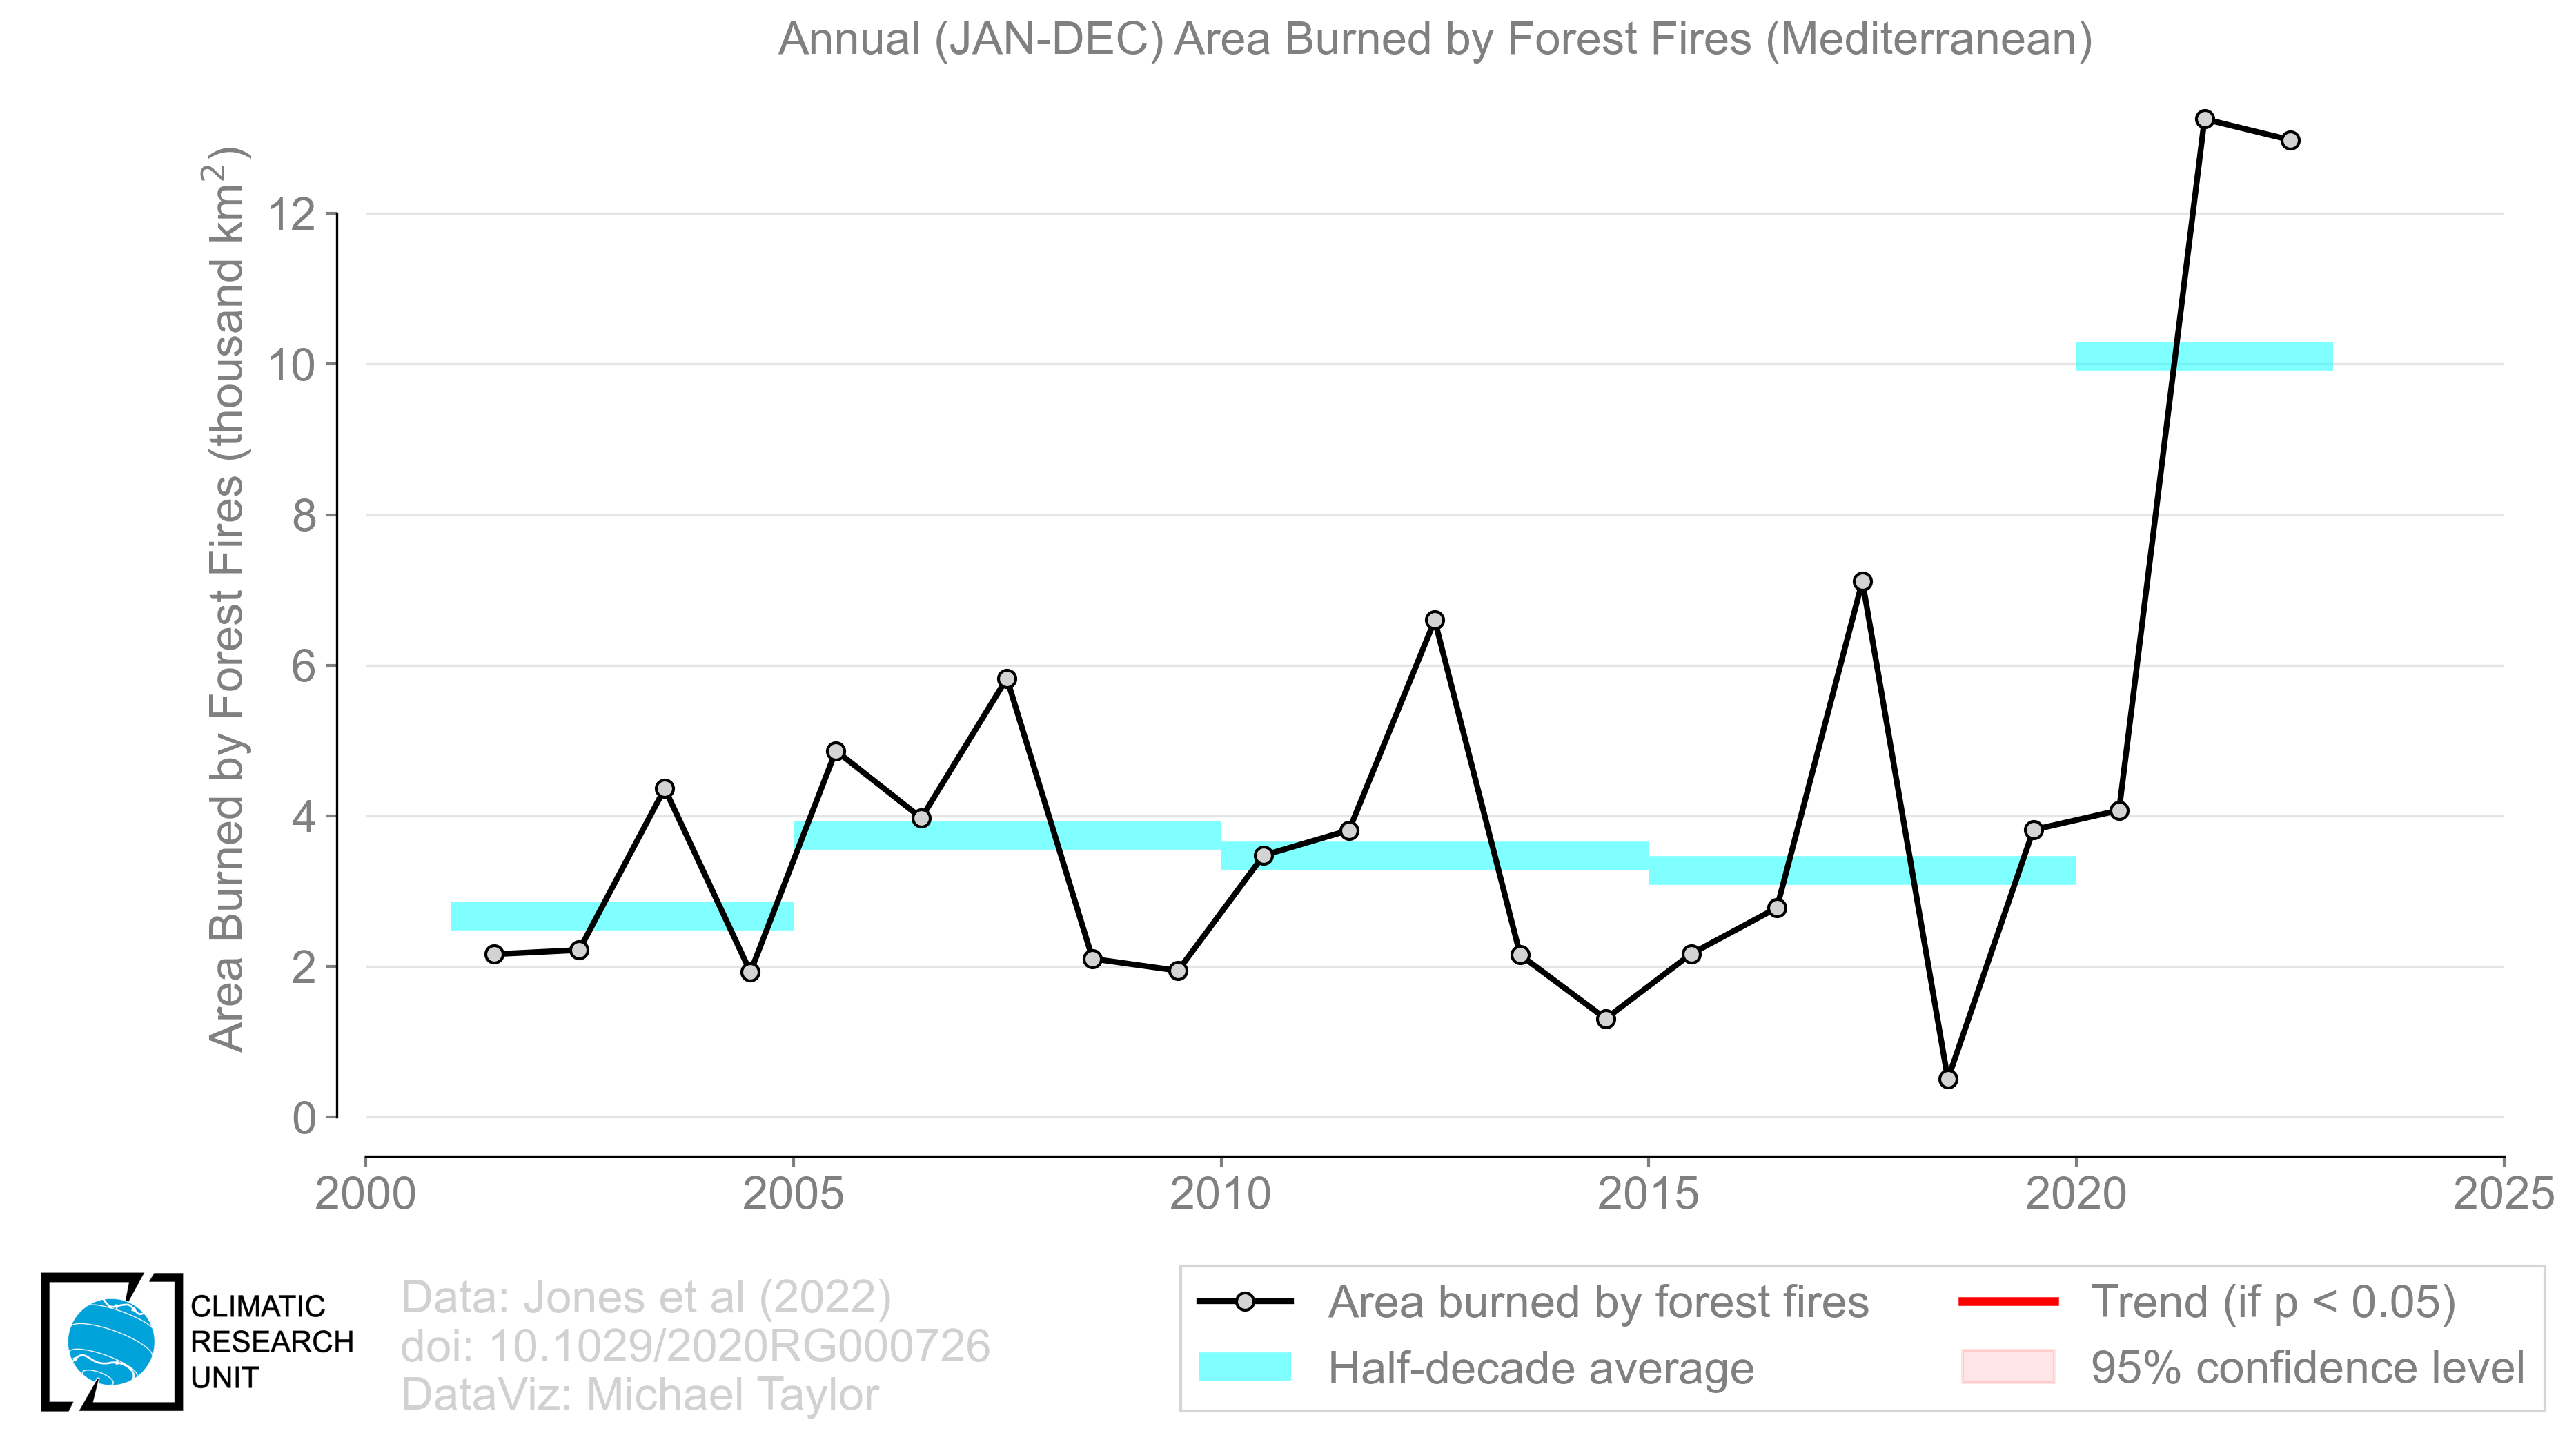 Annual (JAN-DEC) Area Burned by Forest Fires (Mediterranean)
Area Burned by Forest Fires (thousand km²)
12
10
8
6
4
2
0
2000 2005 2010 2015 2020 2025
CLIMATIC
RESEARCH
UNIT
Data: Jones et al (2022)
doi: 10.1029/2020RG000726
DataViz: Michael Taylor
Area burned by forest fires
Half-decade average
Trend (if p < 0.05)
95% confidence level